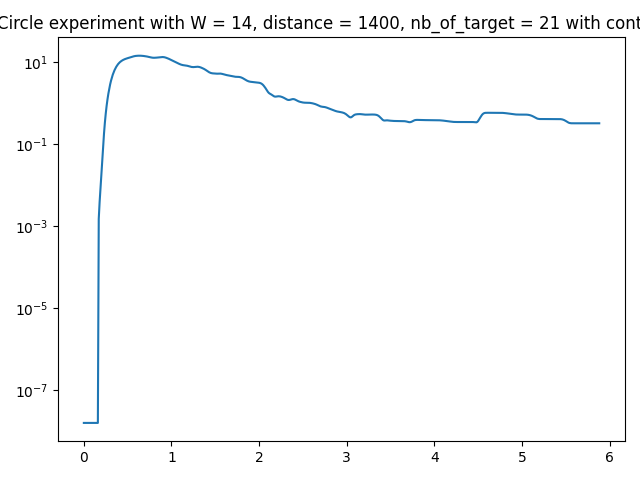 Circle experiment with W = 14, distance = 1400, nb_of_target = 21 with cont
10¹
10⁻¹
10⁻³
10⁻⁵
10⁻⁷
0 1 2 3 4 5 6